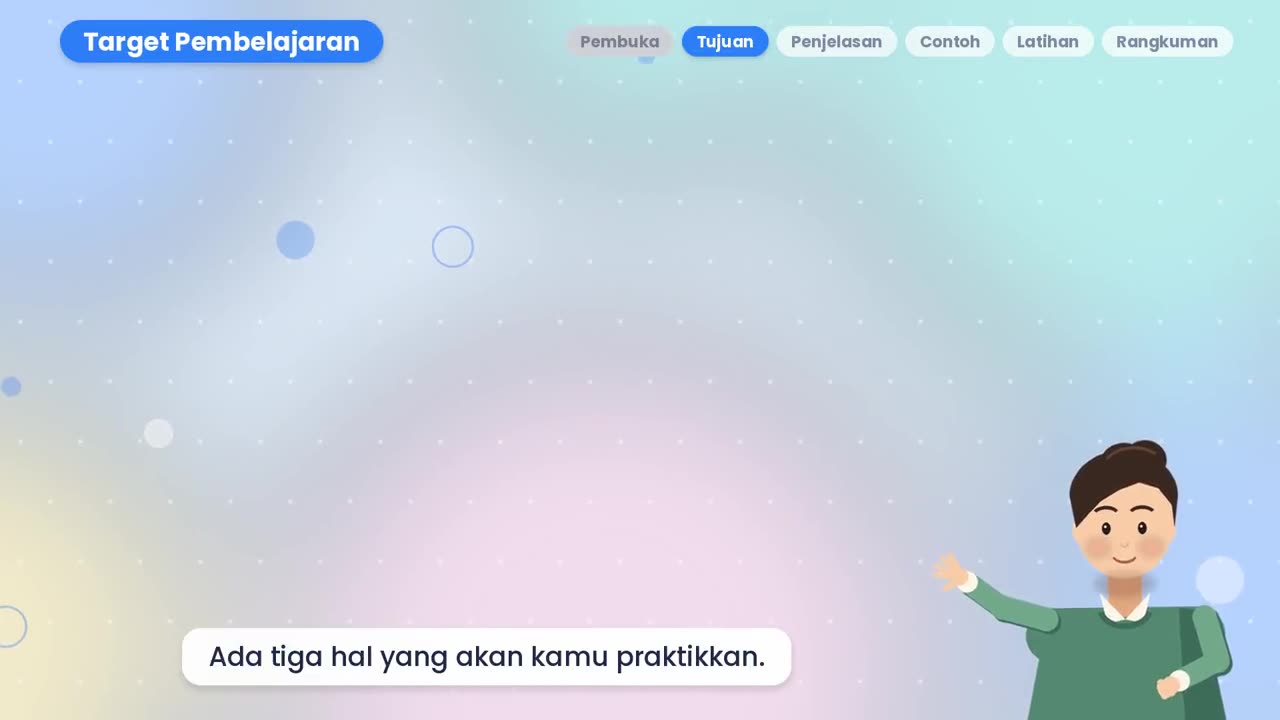 Target Pembelajaran
Pembuka Tujuan Penjelasan Contoh Latihan Rangkuman
Ada tiga hal yang akan kamu praktikkan.